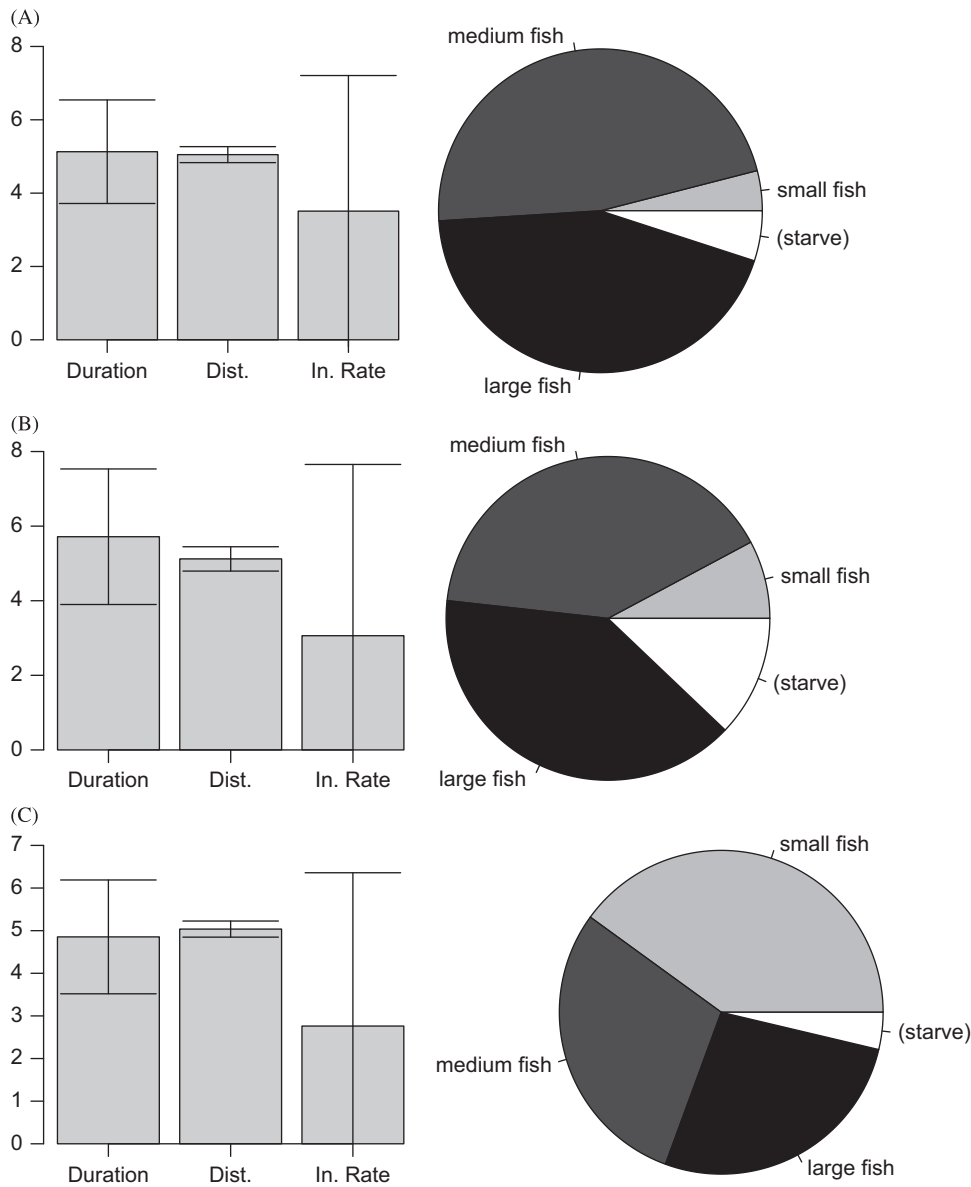 (A)
8
6
4
2
0
Duration Dist. In. Rate
medium fish
small fish
(starve)
large fish
(B)
8
6
4
2
0
Duration Dist. In. Rate
medium fish
small fish
(starve)
large fish
(C)
7
6
5
4
3
2
1
0
Duration Dist. In. Rate
small fish
(starve)
medium fish
large fish